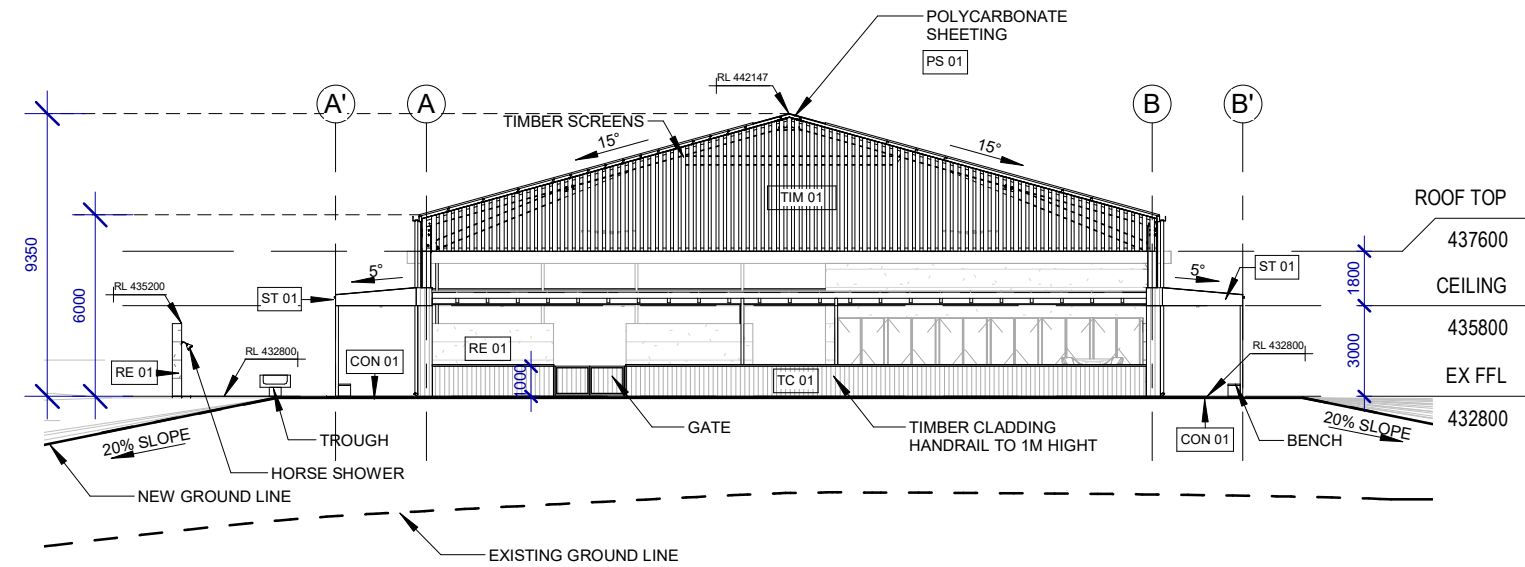 POLYCARBONATE
SHEETING
PS 01
RL 442147
A'
A
B
B'
TIMBER SCREENS
15°
15°
TIM 01
ROOF TOP
437600
9350
6000
5°
5°
ST 01
ST 01
1800
CEILING
435800
RL 435200
RL 432800
RE 01
CON 01
RE 01
1000
TC 01
RL 432800
3000
EX FFL
432800
TROUGH
GATE
TIMBER CLADDING
HANDRAIL TO 1M HIGHT
CON 01
BENCH
20% SLOPE
20% SLOPE
HORSE SHOWER
NEW GROUND LINE
EXISTING GROUND LINE